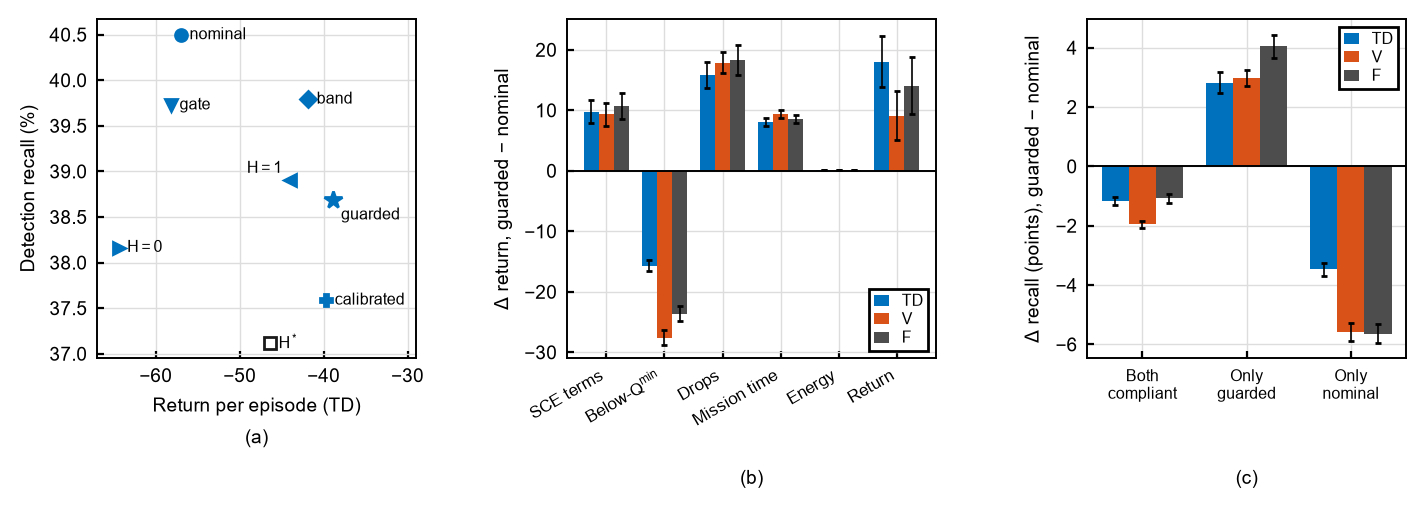 40.5
40.0
39.5
39.0
38.5
38.0
37.5
37.0
Detection recall (%)
nominal
gate
band
H = 1
guarded
H = 0
calibrated
H*
−60
−50
−40
−30
Return per episode (TD)
(a)
20
10
0
−10
−20
−30
Δ return, guarded − nominal
TD
V
F
SCE terms
Below-Q^min
Drops
Mission time
Energy
Return
(b)
4
2
0
−2
−4
−6
Δ recall (points), guarded − nominal
TD
V
F
Both
compliant
Only
guarded
Only
nominal
(c)